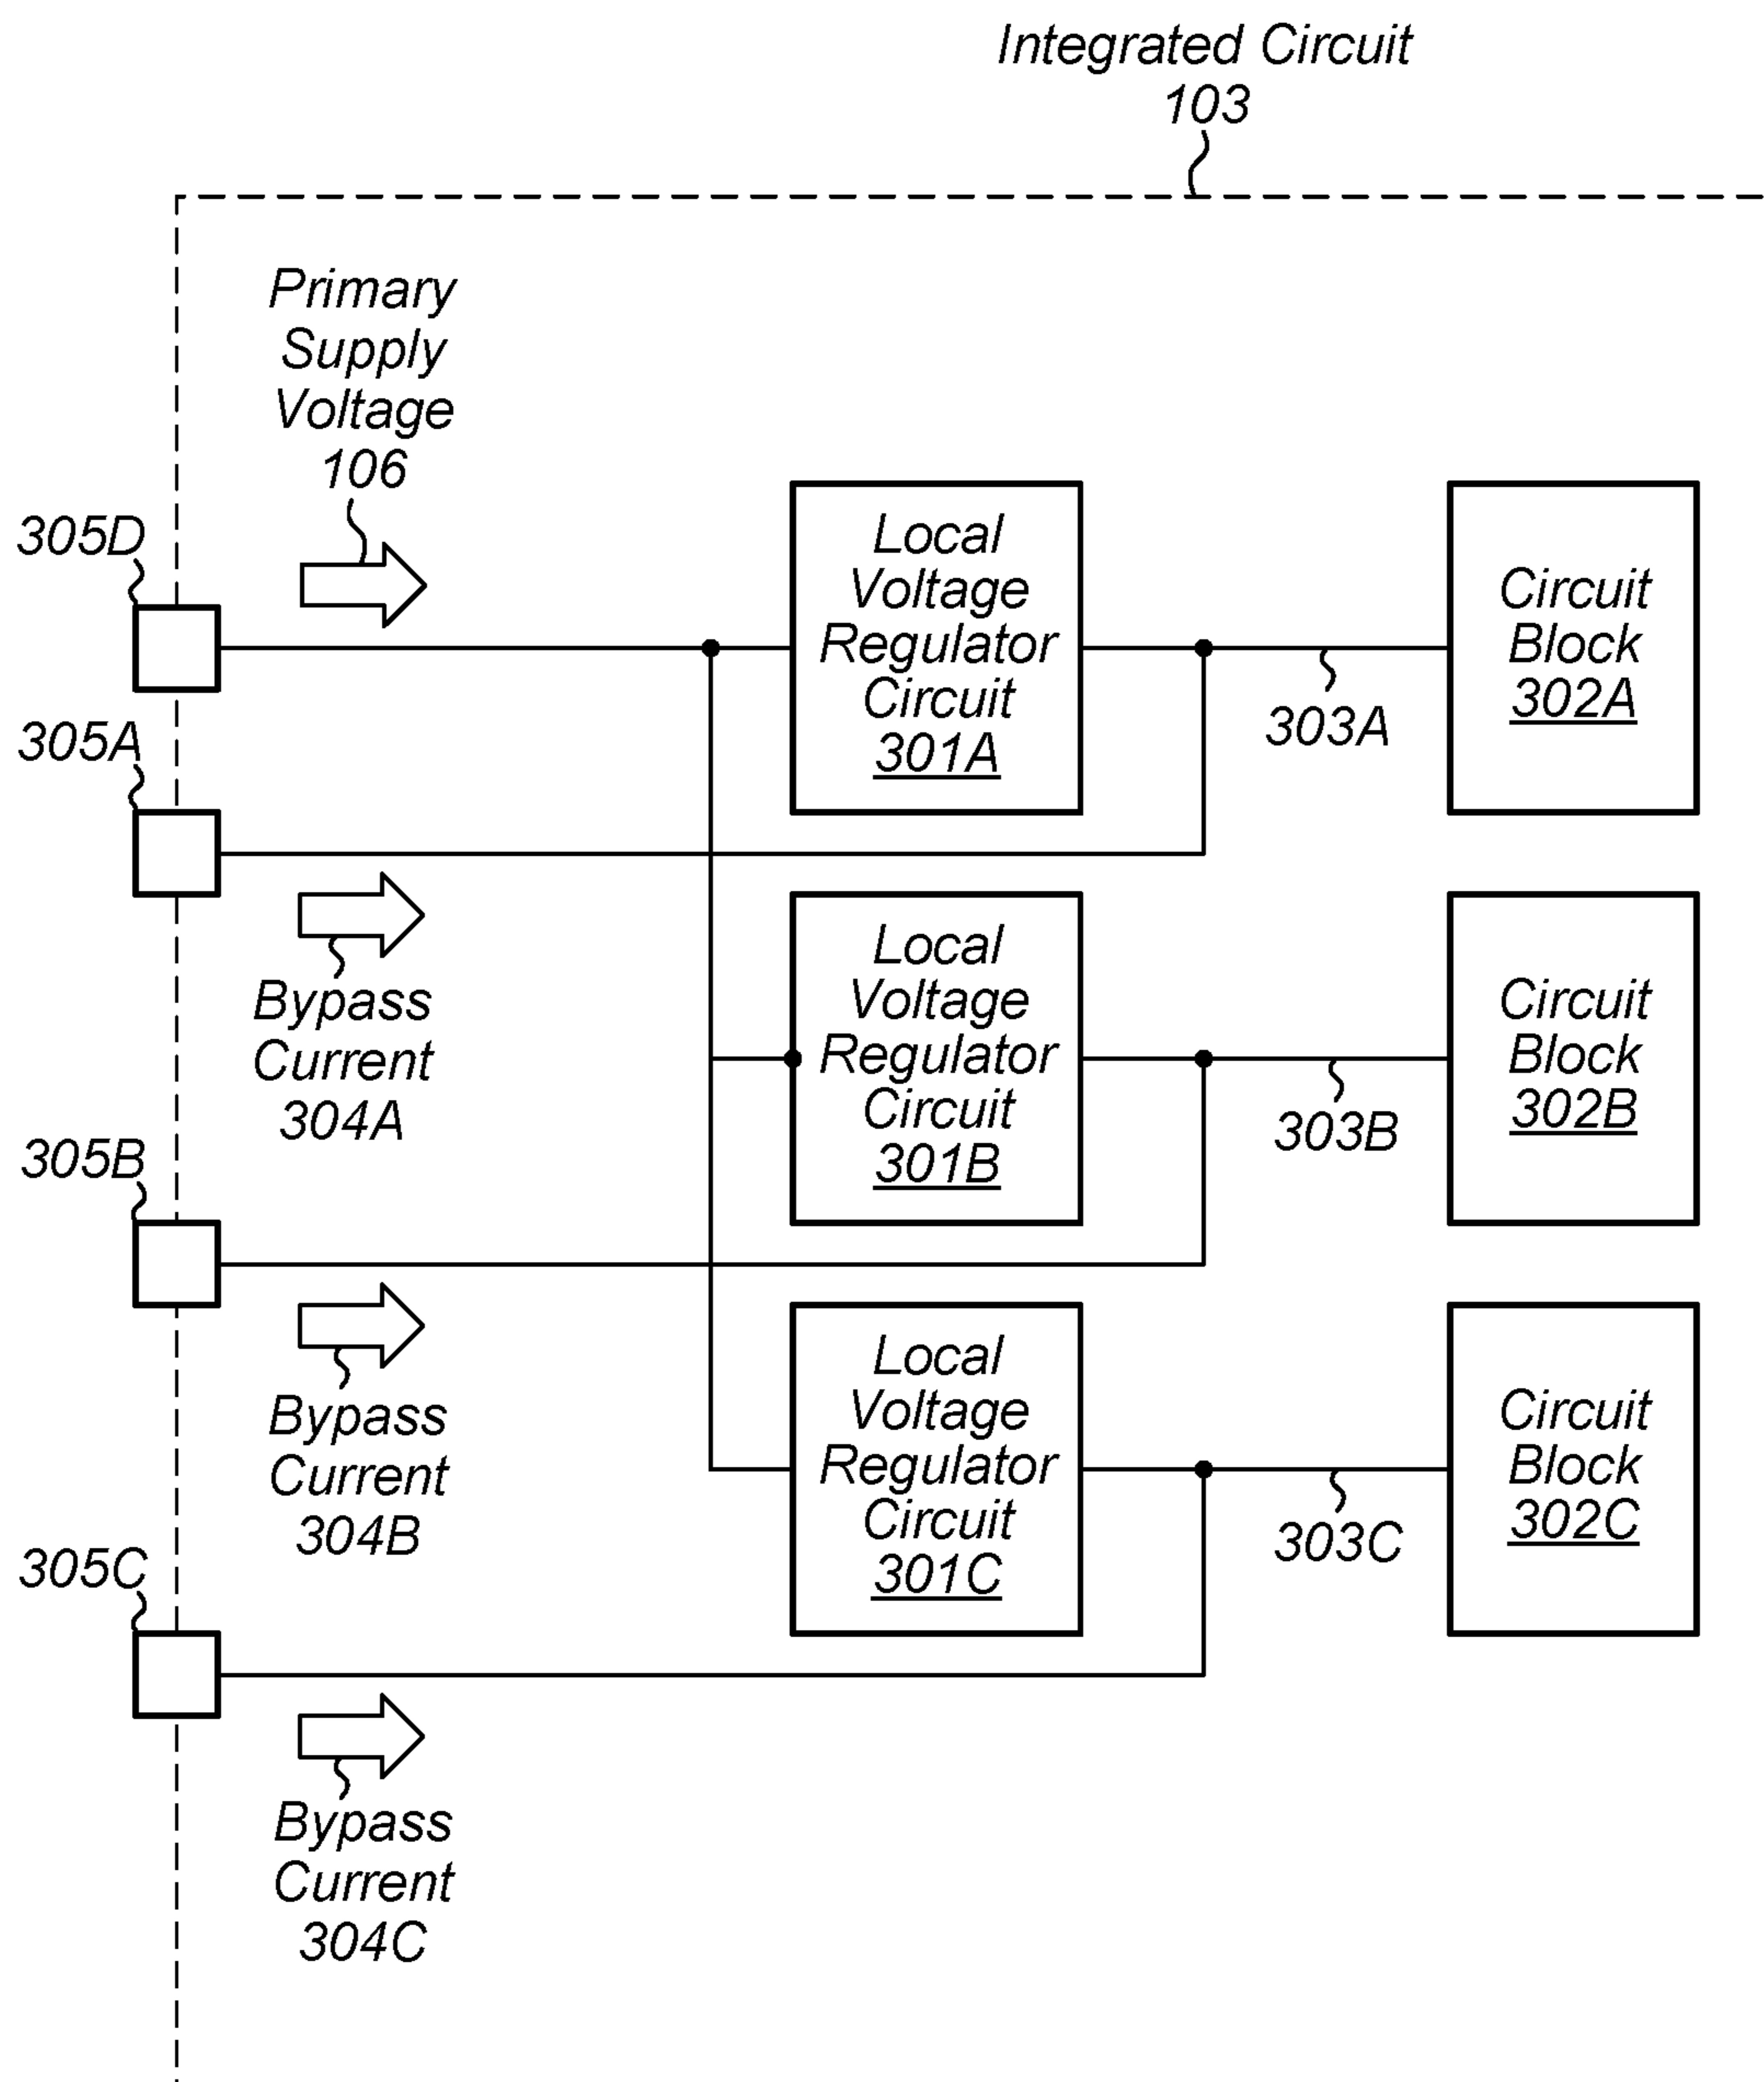 Integrated Circuit
103
Primary
Supply
Voltage
106
305D
Local
Voltage
Regulator
Circuit
301A
Circuit
Block
302A
303A
305A
Bypass
Current
304A
Local
Voltage
Regulator
Circuit
301B
Circuit
Block
302B
303B
305B
Bypass
Current
304B
Local
Voltage
Regulator
Circuit
301C
Circuit
Block
302C
303C
305C
Bypass
Current
304C